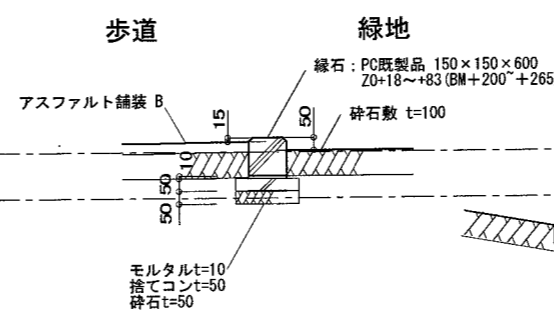 歩道
緑地
縁石：PC既製品 150×150×600
Z0+18～+83(BM+200~+265
アスファルト舗装 B
15
50
砕石敷 t=100
10
50
50
モルタルt=10
捨てコンt=50
砕石t=50